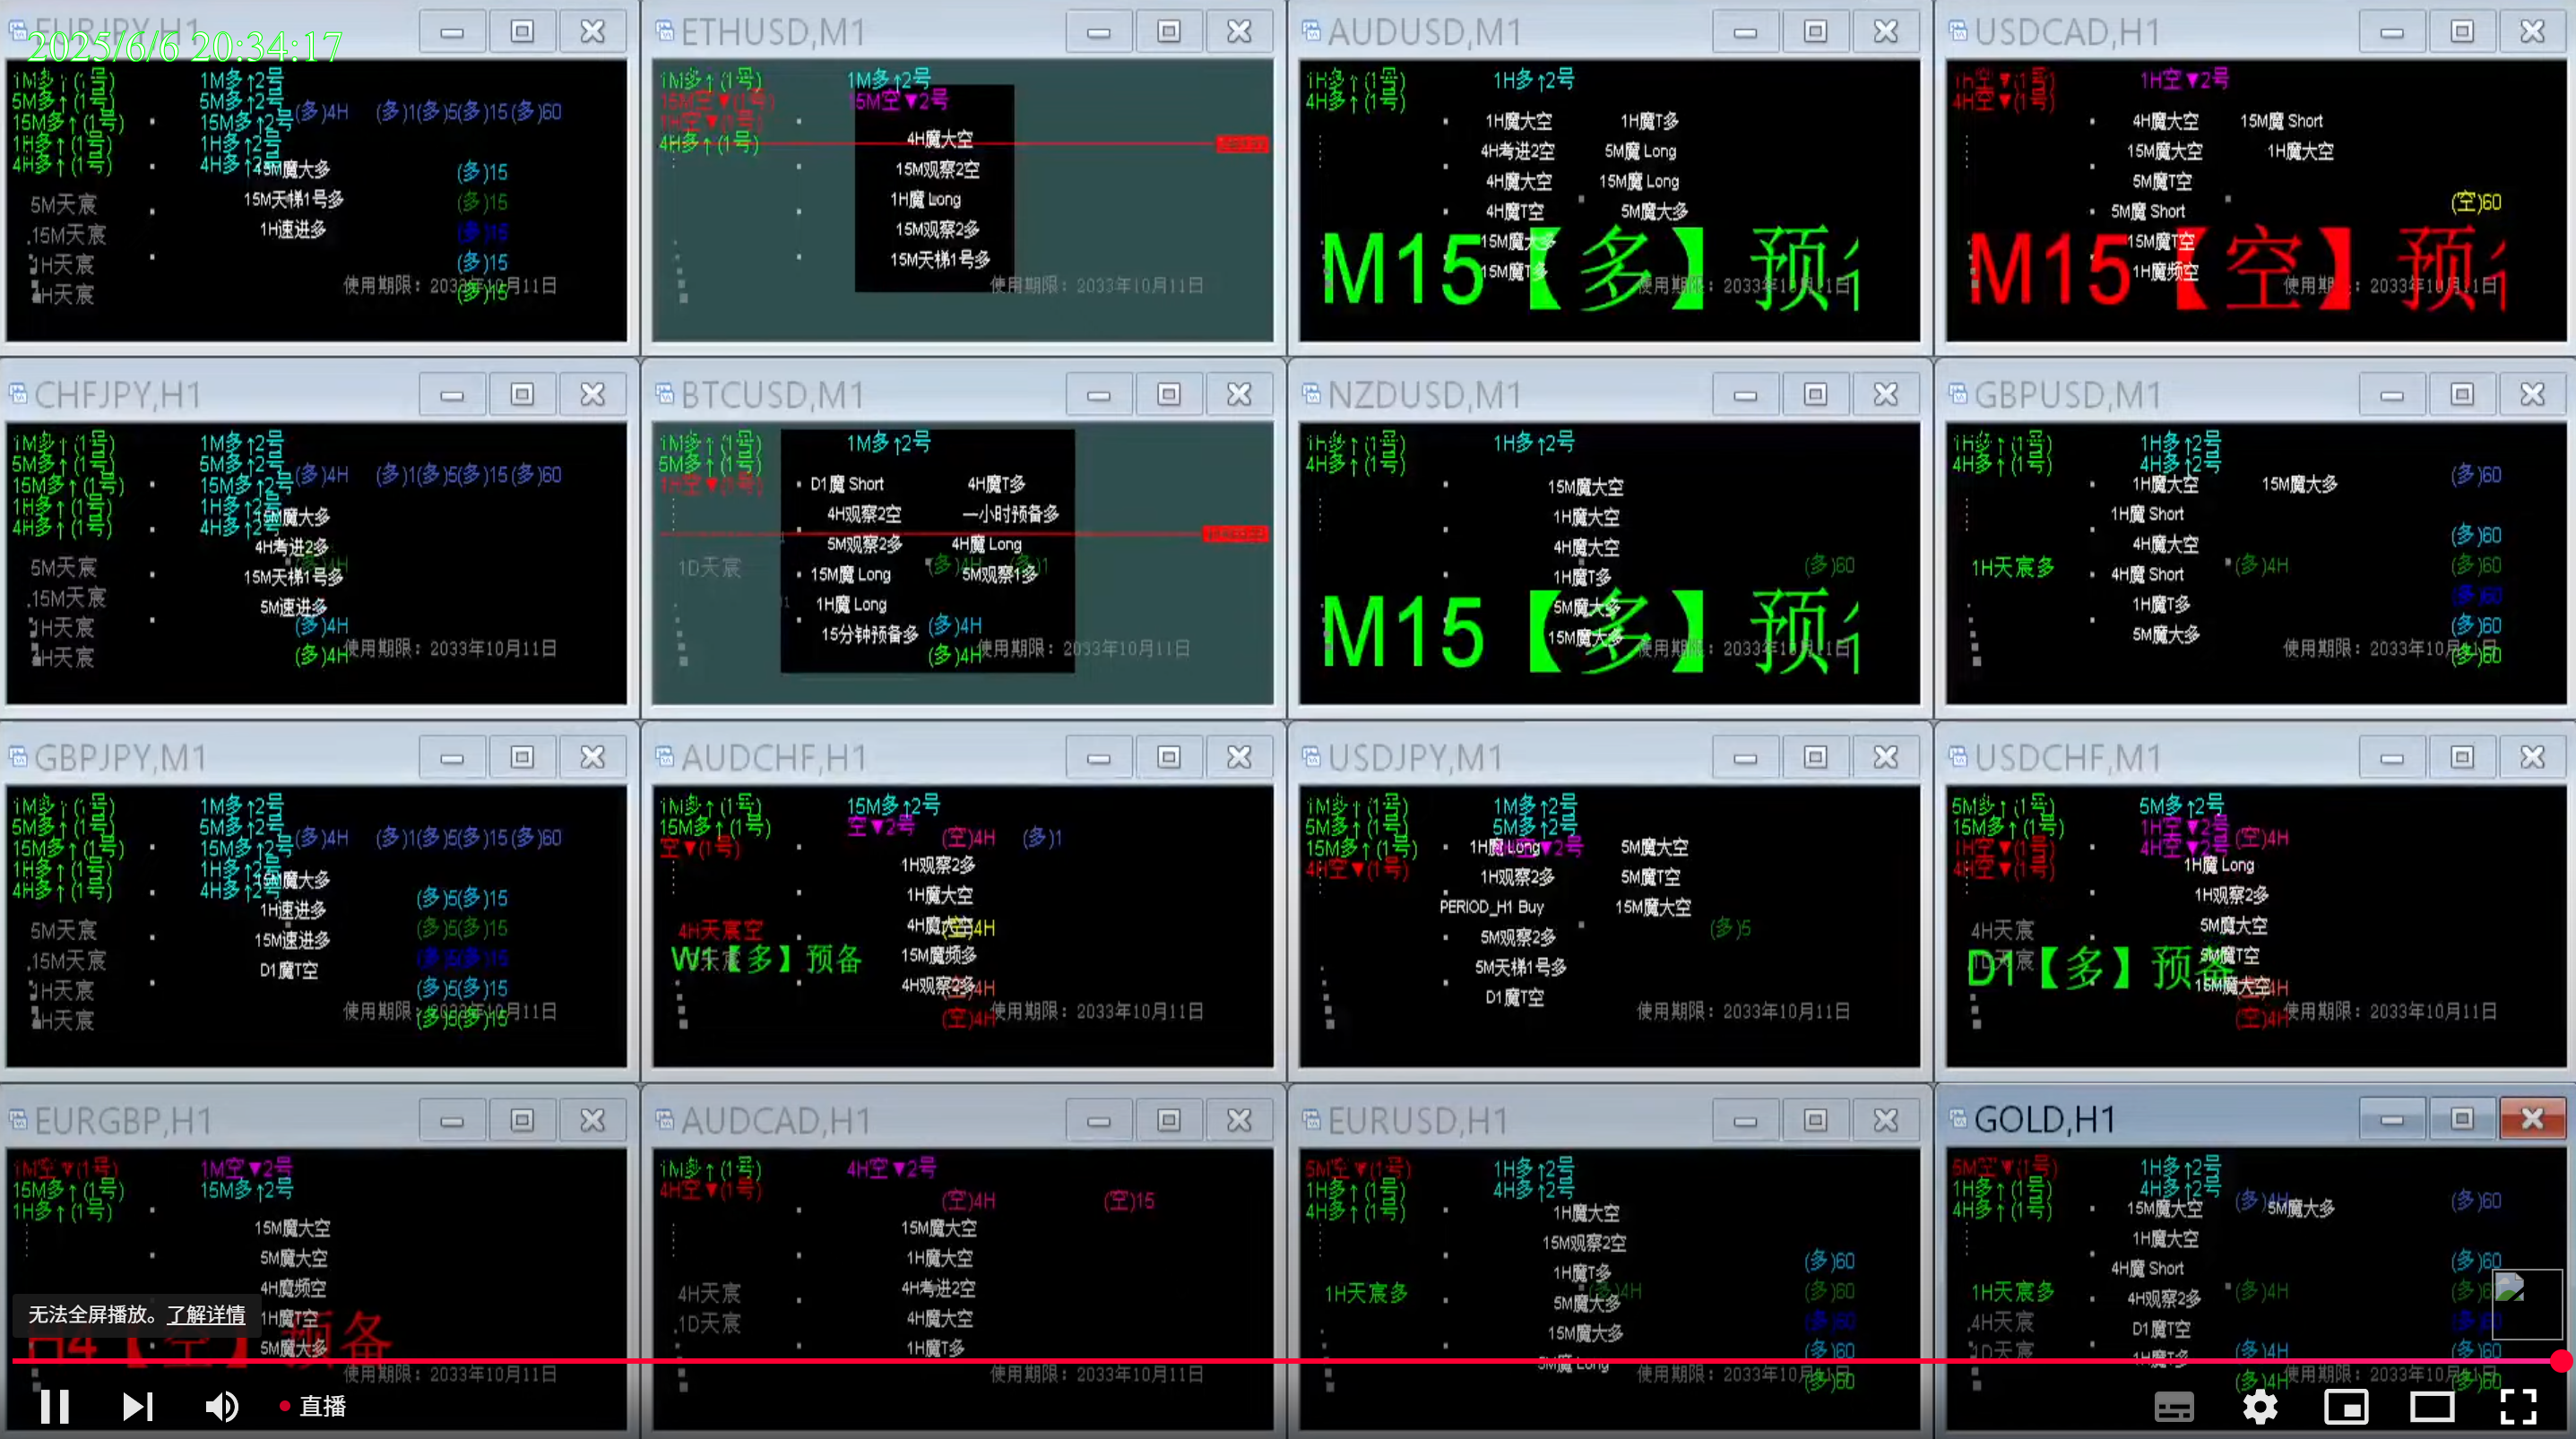 EURJPY,H1
2025/6/6 20:34:17
1M多↑(1号) 1M多↑2号
5M多↑(1号) 5M多↑2号
(多)4H (多)1(多)5(多)15(多)60
15M多↑(1号) 15M多↑2号
1H多↑(1号) 1H多↑2号
4H多↑(1号) 4H多↑2号
15M魔大多 (多)15
15M天梯1号多 (多)15
5M天宸
1H速进多 (多)15
15M天宸
1H天宸 (多)15
4H天宸 (多)15
使用期限：2033年10月11日
ETHUSD,M1
1M多↑(1号) 1M多↑2号
15M空▼(1号) 15M空▼2号
1H空▼(1号)
4H多↑(1号)
4H魔大空
15M观察2空
1H魔 Long
15M观察2多
15M天梯1号多
使用期限：2033年10月11日
AUDUSD,M1
1H多↑(1号) 1H多↑2号
4H多↑(1号)
1H魔大空 1H魔T多
4H考进2空 5M魔 Long
4H魔大空 15M魔 Long
4H魔T空 5M魔大多
15M魔大多
15M魔T多
M15【多】预
使用期限：2033年10月11日
USDCAD,H1
1H空▼(1号) 1H空▼2号
4H空▼(1号)
4H魔大空 15M魔 Short
15M魔大空 1H魔大空
5M魔T空
(空)60
5M魔 Short
15M魔T空
1H魔频空
M15【空】预
使用期限：2033年10月11日
CHFJPY,H1
1M多↑(1号) 1M多↑2号
5M多↑(1号) 5M多↑2号
(多)4H (多)1(多)5(多)15(多)60
15M多↑(1号) 15M多↑2号
1H多↑(1号) 1H多↑2号
4H多↑(1号) 4H多↑2号
15M魔大多
4H考进2多
(多)4H
5M天宸
15M天梯1号多
15M天宸
5M速进多
1H天宸 (多)4H
4H天宸 (多)4H
使用期限：2033年10月11日
BTCUSD,M1
1M多↑(1号) 1M多↑2号
5M多↑(1号)
1H空▼(1号)
D1魔 Short 4H魔T多
4H观察2空 一小时预备多
5M观察2多 4H魔 Long
1D天宸 (多)4H (多)1
15M魔 Long 5M观察1多
1H魔 Long
15分钟预备多 (多)4H
(多)4H
使用期限：2033年10月11日
NZDUSD,M1
1H多↑(1号) 1H多↑2号
4H多↑(1号)
15M魔大空
1H魔大空
4H魔大空
1H魔T多 (多)60
5M魔大多
15M魔大多
M15【多】预
使用期限：2033年10月11日
GBPUSD,M1
1H多↑(1号) 1H多↑2号
4H多↑(1号) 4H多↑2号
1H魔大空 15M魔大多 (多)60
1H魔 Short
4H魔大空 (多)60
1H天宸多 (多)4H (多)60
4H魔 Short
1H魔T多 (多)60
5M魔大多 (多)60
(多)60
使用期限：2033年10月11日
GBPJPY,M1
1M多↑(1号) 1M多↑2号
5M多↑(1号) 5M多↑2号
(多)4H (多)1(多)5(多)15(多)60
15M多↑(1号) 15M多↑2号
1H多↑(1号) 1H多↑2号
4H多↑(1号) 4H多↑2号
15M魔大多
(多)5(多)15
1H速进多
5M天宸 (多)5(多)15
15M速进多
15M天宸 (多)5(多)15
D1魔T空
1H天宸 (多)5(多)15
4H天宸 (多)5(多)15
使用期限：2033年10月11日
AUDCHF,H1
1M多↑(1号) 15M多↑2号
15M多↑(1号) 空▼2号
(空)4H (多)1
空▼(1号)
1H观察2多
1H魔大空
4H天宸空 4H魔大空 (空)4H
W1【多】预备 15M魔频多
4H观察2多 (空)4H
(空)4H
使用期限：2033年10月11日
USDJPY,M1
1M多↑(1号) 1M多↑2号
5M多↑(1号) 5M多↑2号
15M多↑(1号) 1H魔 Long 4H空▼2号 5M魔大空
4H空▼(1号)
1H观察2多 5M魔T空
PERIOD_H1 Buy 15M魔大空
(多)5
5M观察2多
5M天梯1号多
D1魔T空
使用期限：2033年10月11日
USDCHF,M1
5M多↑(1号) 5M多↑2号
15M多↑(1号) 1H空▼2号
(空)4H
1H空▼(1号) 4H空▼2号
4H空▼(1号)
1H魔 Long
1H观察2多
4H天宸 5M魔大空
1D天宸 5M魔T空
D1【多】预备
15M魔大空 (空)4H
(空)4H
使用期限：2033年10月11日
EURGBP,H1
1M空▼(1号) 1M空▼2号
15M多↑(1号) 15M多↑2号
1H多↑(1号)
15M魔大空
5M魔大空
4H魔频空
1H魔T空
5M魔大多
H4【空】预备
使用期限：2033年10月11日
AUDCAD,H1
1M多↑(1号) 4H空▼2号
4H空▼(1号)
(空)4H (空)15
15M魔大空
1H魔大空
4H天宸 4H考进2空
1D天宸 4H魔大空
1H魔T多
使用期限：2033年10月11日
EURUSD,H1
5M空▼(1号) 1H多↑2号
1H多↑(1号) 4H多↑2号
4H多↑(1号)
1H魔大空
15M观察2空
1H魔T多 (多)60
1H天宸多 (多)4H (多)60
5M魔大多
15M魔大多 (多)60
5M魔 Long (多)60
(多)60
使用期限：2033年10月11日
GOLD,H1
5M空▼(1号) 1H多↑2号
1H多↑(1号) 4H多↑2号
4H多↑(1号) 15M魔大空 (多)4H 5M魔大多 (多)60
1H魔大空
4H魔 Short (多)60
1H天宸多 4H观察2多 (多)4H (多)60
4H天宸 D1魔T空
1D天宸 1H魔T多 (多)4H (多)60
(多)4H (多)60
使用期限：2033年10月11日
无法全屏播放。了解详情
直播